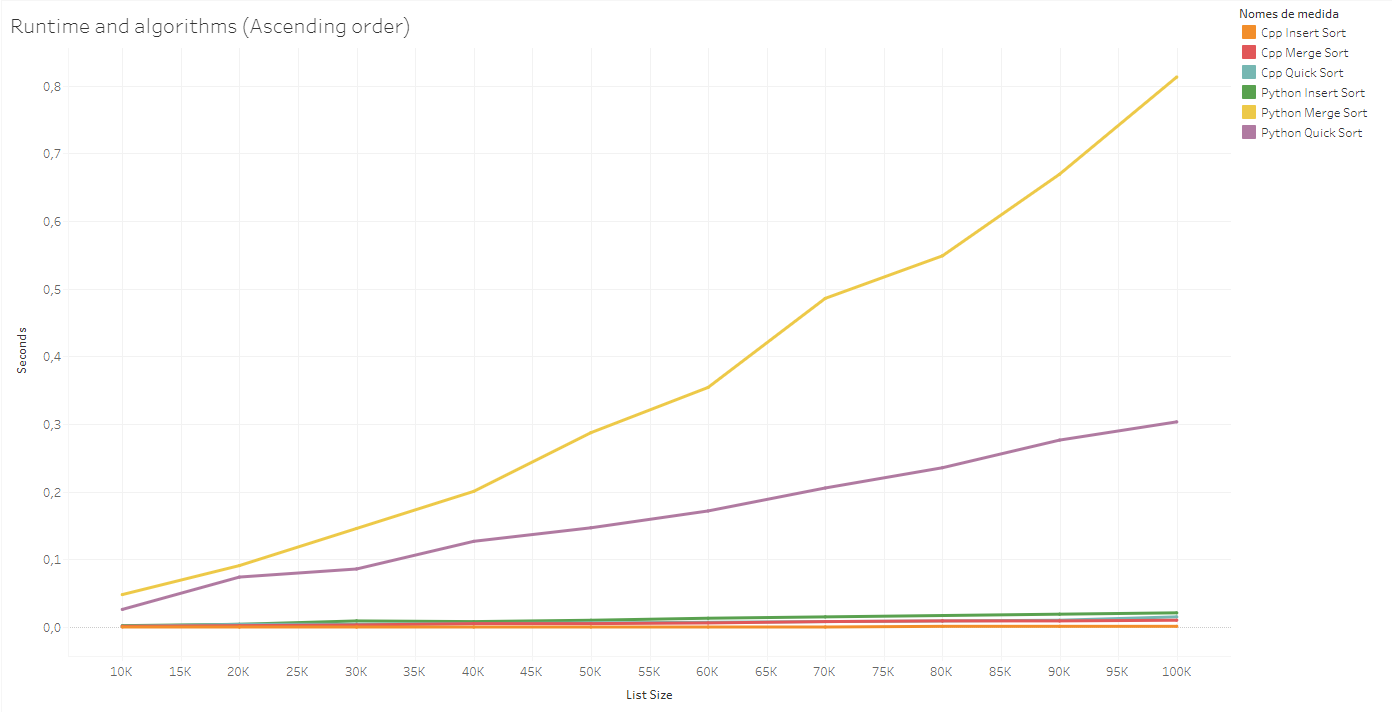 Runtime and algorithms (Ascending order)
Nomes de medida
Cpp Insert Sort
Cpp Merge Sort
Cpp Quick Sort
Python Insert Sort
Python Merge Sort
Python Quick Sort
0,8
0,7
0,6
0,5
0,4
0,3
0,2
0,1
0,0
Seconds
10K 15K 20K 25K 30K 35K 40K 45K 50K 55K 60K 65K 70K 75K 80K 85K 90K 95K 100K
List Size